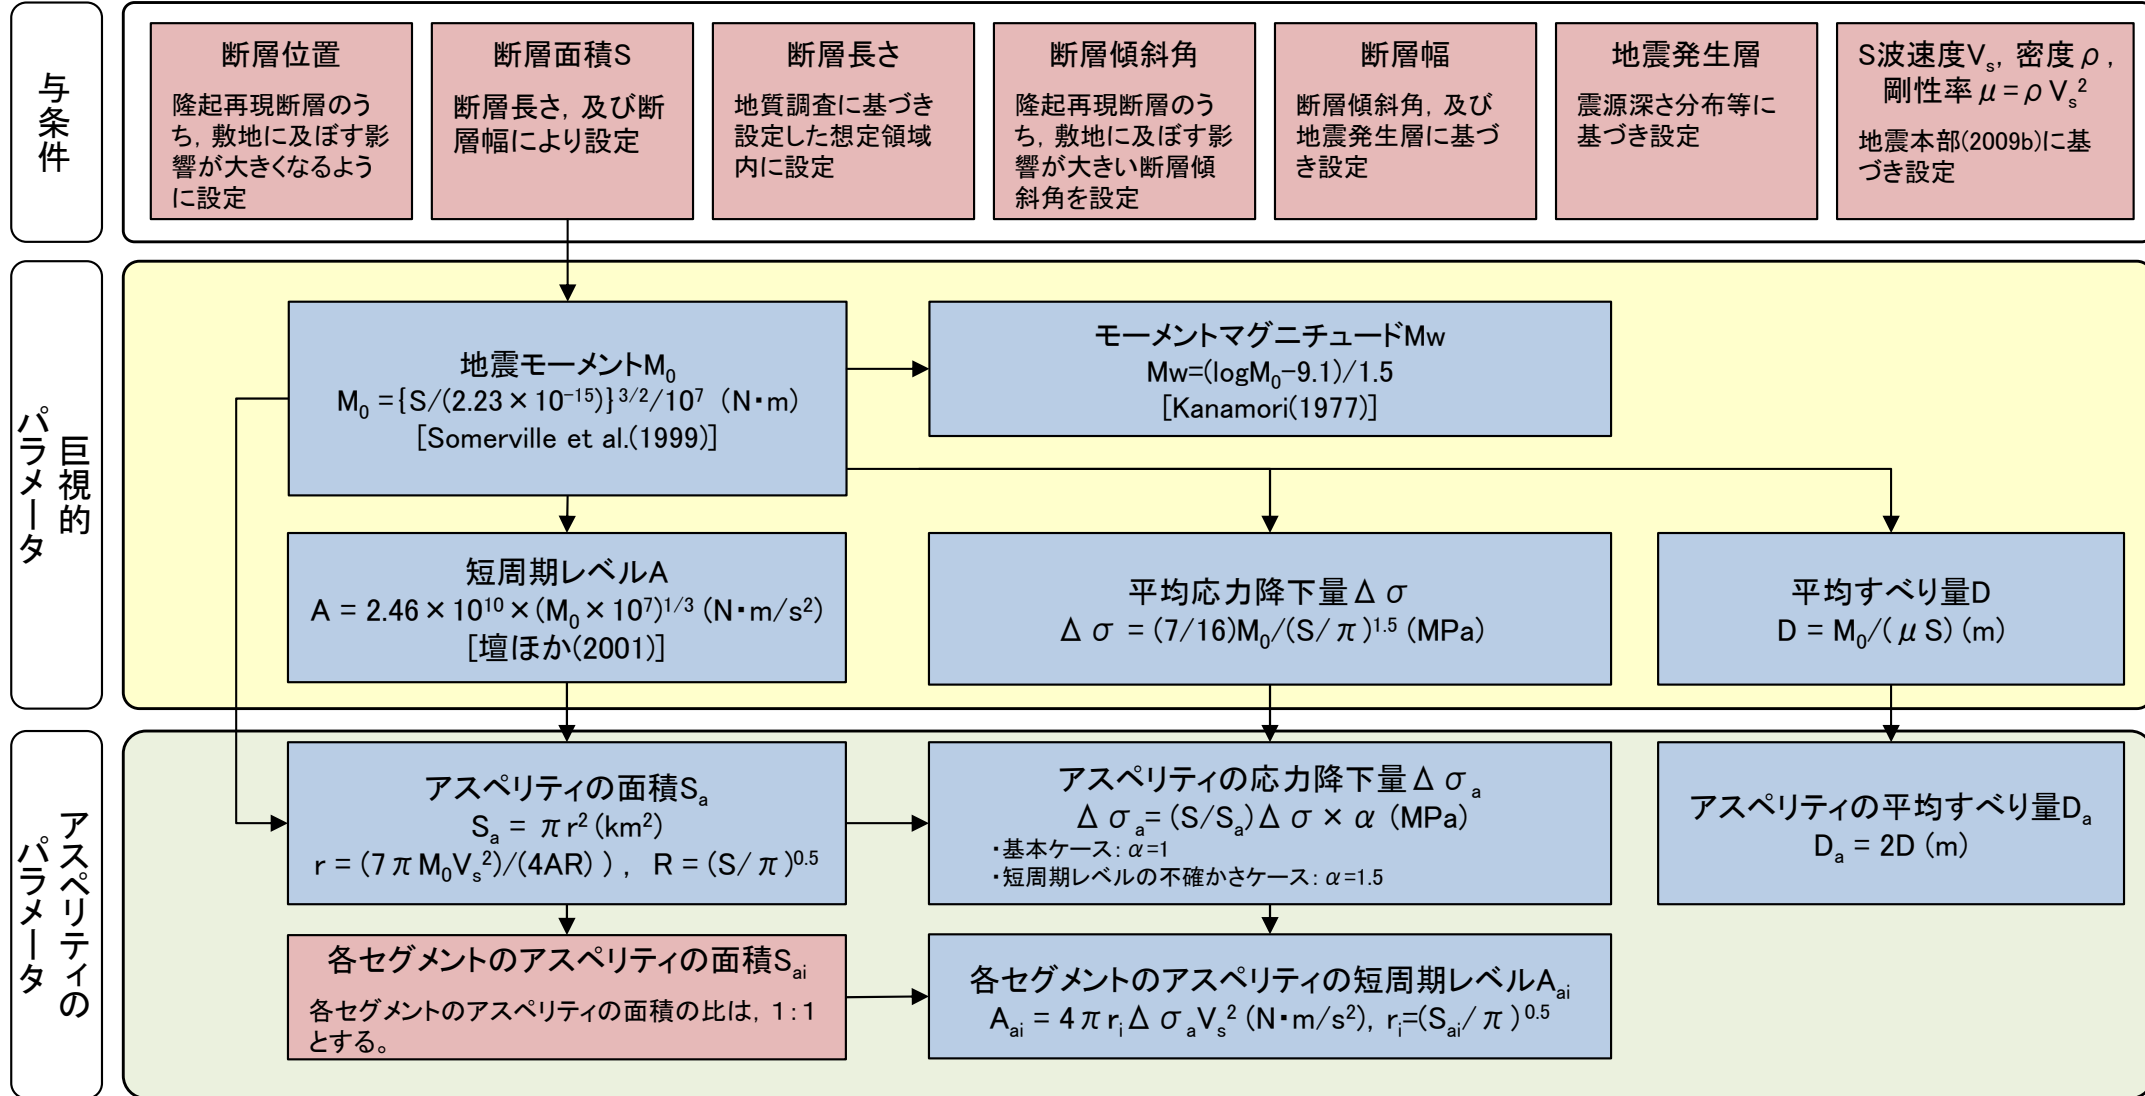 与条件
断層位置
隆起再現断層のう
ち, 敷地に及ぼす影
響が大きくなるよう
に設定
断層面積S
断層長さ, 及び断
層幅により設定
断層長さ
地質調査に基づき
設定した想定領域
内に設定
断層傾斜角
隆起再現断層のう
ち, 敷地に及ぼす影
響が大きい断層傾
斜角を設定
断層幅
断層傾斜角, 及び
地震発生層に基づ
き設定
地震発生層
震源深さ分布等に
基づき設定
S波速度Vs, 密度ρ,
剛性率μ=ρVs²
地震本部(2009b)に基
づき設定
巨視的
パラメータ
地震モーメントM₀
M₀={S/(2.23×10⁻¹⁵)}³/²/10⁷ (N・m)
[Somerville et al.(1999)]
モーメントマグニチュードMw
Mw=(logM₀-9.1)/1.5
[Kanamori(1977)]
短周期レベルA
A = 2.46×10¹⁰×(M₀×10⁷)¹/³ (N・m/s²)
[壇ほか(2001)]
平均応力降下量Δσ
Δσ = (7/16)M₀/(S/π)¹·⁵ (MPa)
平均すべり量D
D = M₀/(μS) (m)
アスペリティの
パラメータ
アスペリティの面積Sa
Sa = πr² (km²)
r = (7πM₀Vs²)/(4AR) ) , R = (S/π)⁰·⁵
アスペリティの応力降下量Δσa
Δσa=(S/Sa)Δσ×α (MPa)
・基本ケース: α=1
・短周期レベルの不確かさケース: α=1.5
アスペリティの平均すべり量Da
Da = 2D (m)
各セグメントのアスペリティの面積Sai
各セグメントのアスペリティの面積の比は, 1:1
とする。
各セグメントのアスペリティの短周期レベルAai
Aai = 4πriΔσaVs² (N・m/s²), ri=(Sai/π)⁰·⁵